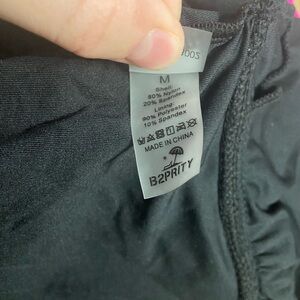 M
Shell:
80% Nylon
20% Spandex
Lining:
90% Polyester
10% Spandex
MADE IN CHINA
B2PRITY